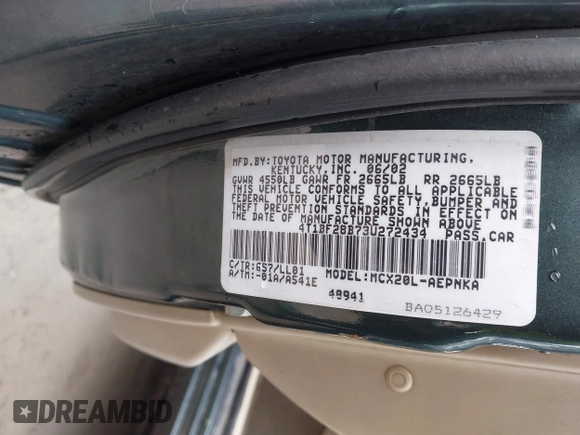 MFD.BY:TOYOTA MOTOR MANUFACTURING,
KENTUCKY,INC. 06/02
GVWR 4550LB GAWR FR 2665LB RR 2665LB
THIS VEHICLE CONFORMS TO ALL APPLICABLE
FEDERAL MOTOR VEHICLE SAFETY,BUMPER,AND
THEFT PREVENTION STANDARDS IN EFFECT ON
THE DATE OF MANUFACTURE SHOWN ABOVE
4T1BF28B73U272434 PASS.CAR
C/TR:6S7/LL01 MODEL:MCX20L-AEPNKA
A/TM:-01A/A541E
49941
BA05126429
DREAMBID